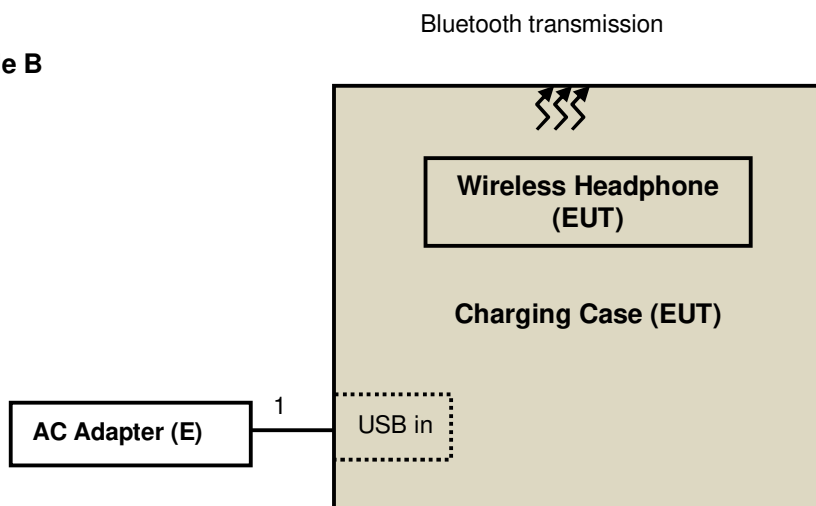 Bluetooth transmission
e B
Wireless Headphone
(EUT)
Charging Case (EUT)
1
AC Adapter (E)
USB in